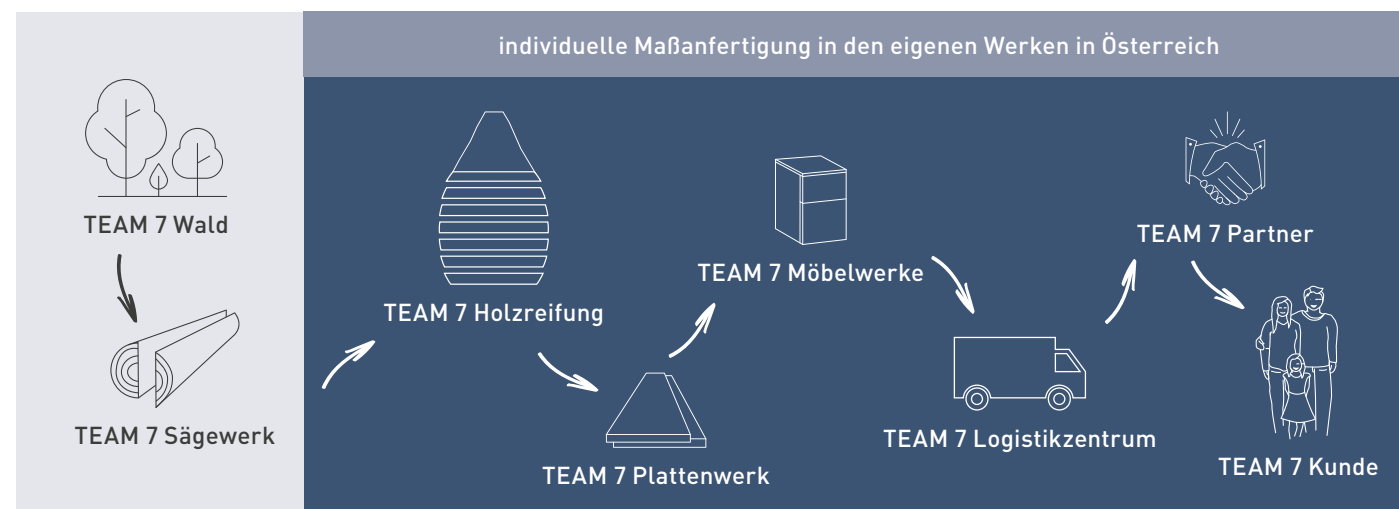 individuelle Maßanfertigung in den eigenen Werken in Österreich
TEAM 7 Wald
TEAM 7 Sägewerk
TEAM 7 Holzreifung
TEAM 7 Plattenwerk
TEAM 7 Möbelwerke
TEAM 7 Logistikzentrum
TEAM 7 Partner
TEAM 7 Kunde